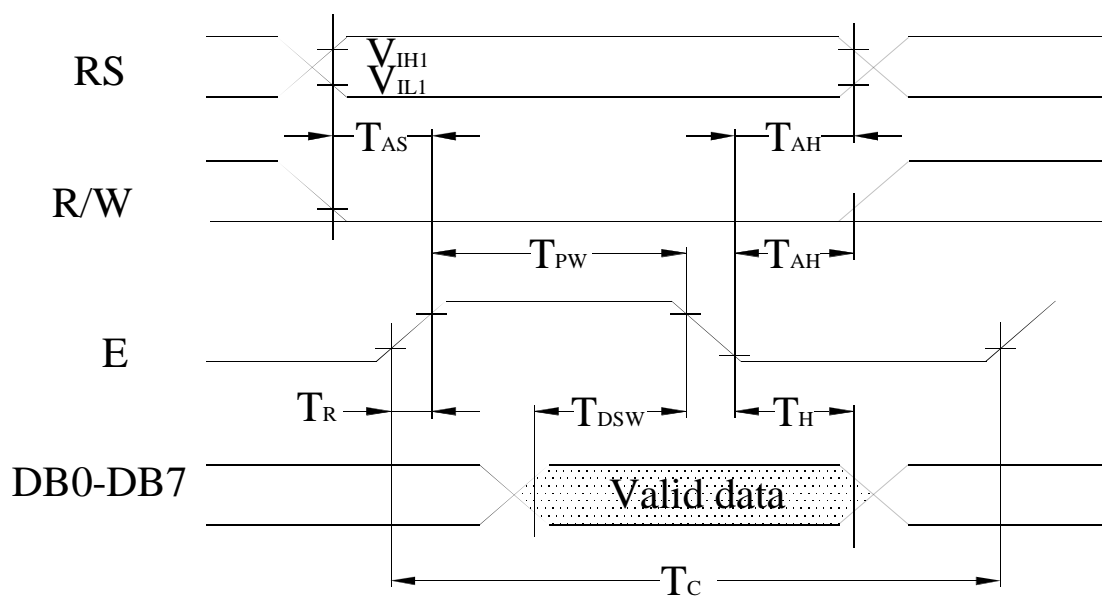 RS
VIH1
VIL1
TAS
TAH
R/W
TPW
TAH
E
TR
TDSW
TH
DB0-DB7
Valid data
TC